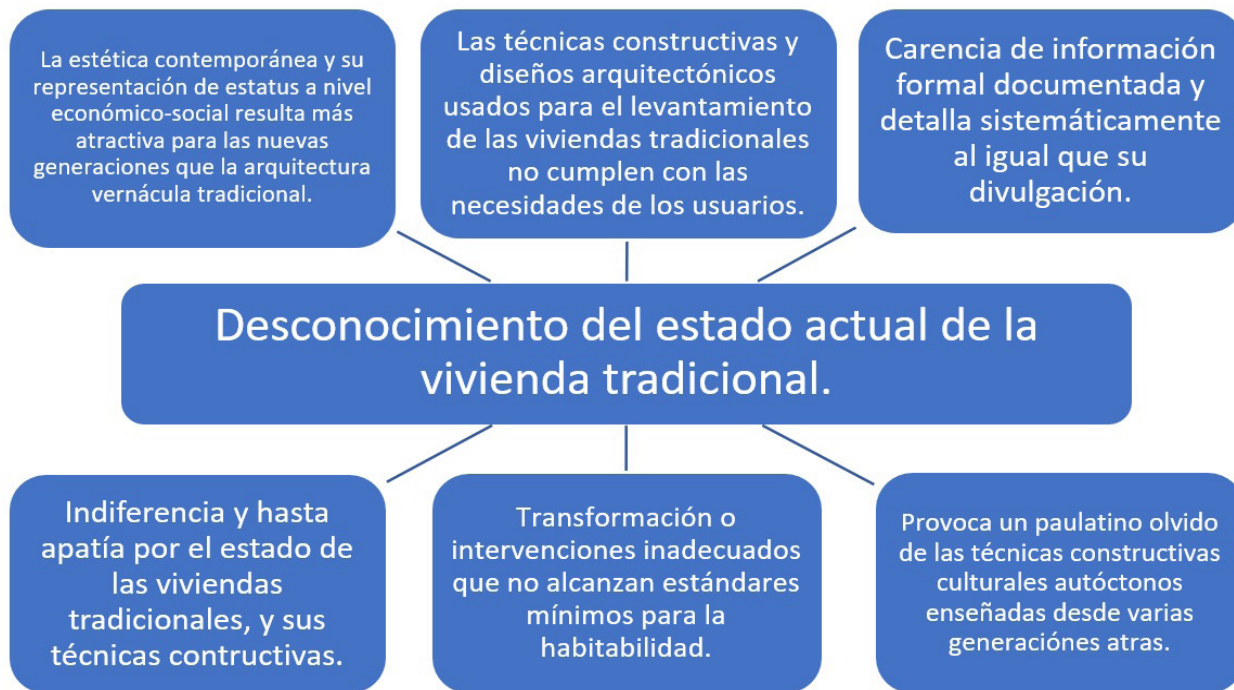 La estética contemporánea y su
representación de estatus a nivel
económico-social resulta más
atractiva para las nuevas
generaciones que la arquitectura
vernácula tradicional.
Las técnicas constructivas y
diseños arquitectónicos
usados para el levantamiento
de las viviendas tradicionales
no cumplen con las
necesidades de los usuarios.
Carencia de información
formal documentada y
detalla sistemáticamente
al igual que su
divulgación.
Desconocimiento del estado actual de la
vivienda tradicional.
Indiferencia y hasta
apatía por el estado de
las viviendas
tradicionales, y sus
técnicas contructivas.
Transformación o
intervenciones inadecuados
que no alcanzan estándares
mínimos para la
habitabilidad.
Provoca un paulatino olvido
de las técnicas constructivas
culturales autóctonos
enseñadas desde varias
generaciónes atras.